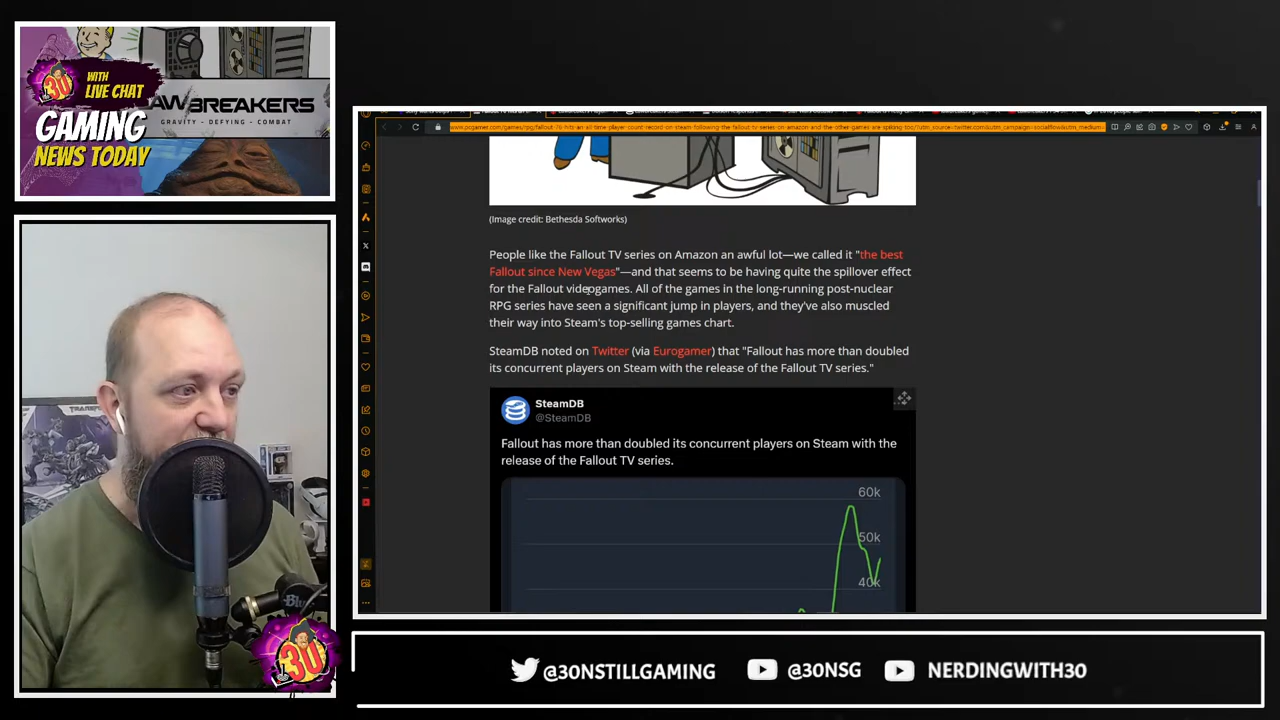 WITH
LIVE CHAT
GAMING
NEWS TODAY
30
AWBREAKERS
GRAVITY - DEFYING - COMBAT
(Image credit: Bethesda Softworks)
People like the Fallout TV series on Amazon an awful lot—we called it "the best
Fallout since New Vegas"—and that seems to be having quite the spillover effect
for the Fallout videogames. All of the games in the long-running post-nuclear
RPG series have seen a significant jump in players, and they've also muscled
their way into Steam's top-selling games chart.
SteamDB noted on Twitter (via Eurogamer) that "Fallout has more than doubled
its concurrent players on Steam with the release of the Fallout TV series."
SteamDB
@SteamDB
Fallout has more than doubled its concurrent players on Steam with the
release of the Fallout TV series.
60k
50k
40k
Blue
30
@30NSTILLGAMING
@30NSG
NERDINGWITH30